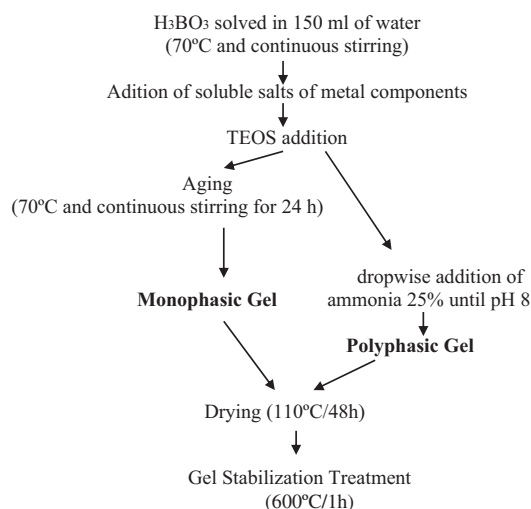 H3BO3 solved in 150 ml of water
(70ºC and continuous stirring)
Adition of soluble salts of metal components
TEOS addition
Aging
(70ºC and continuous stirring for 24 h)
Monophasic Gel
dropwise addition of
ammonia 25% until pH 8
Polyphasic Gel
Drying (110ºC/48h)
Gel Stabilization Treatment
(600ºC/1h)